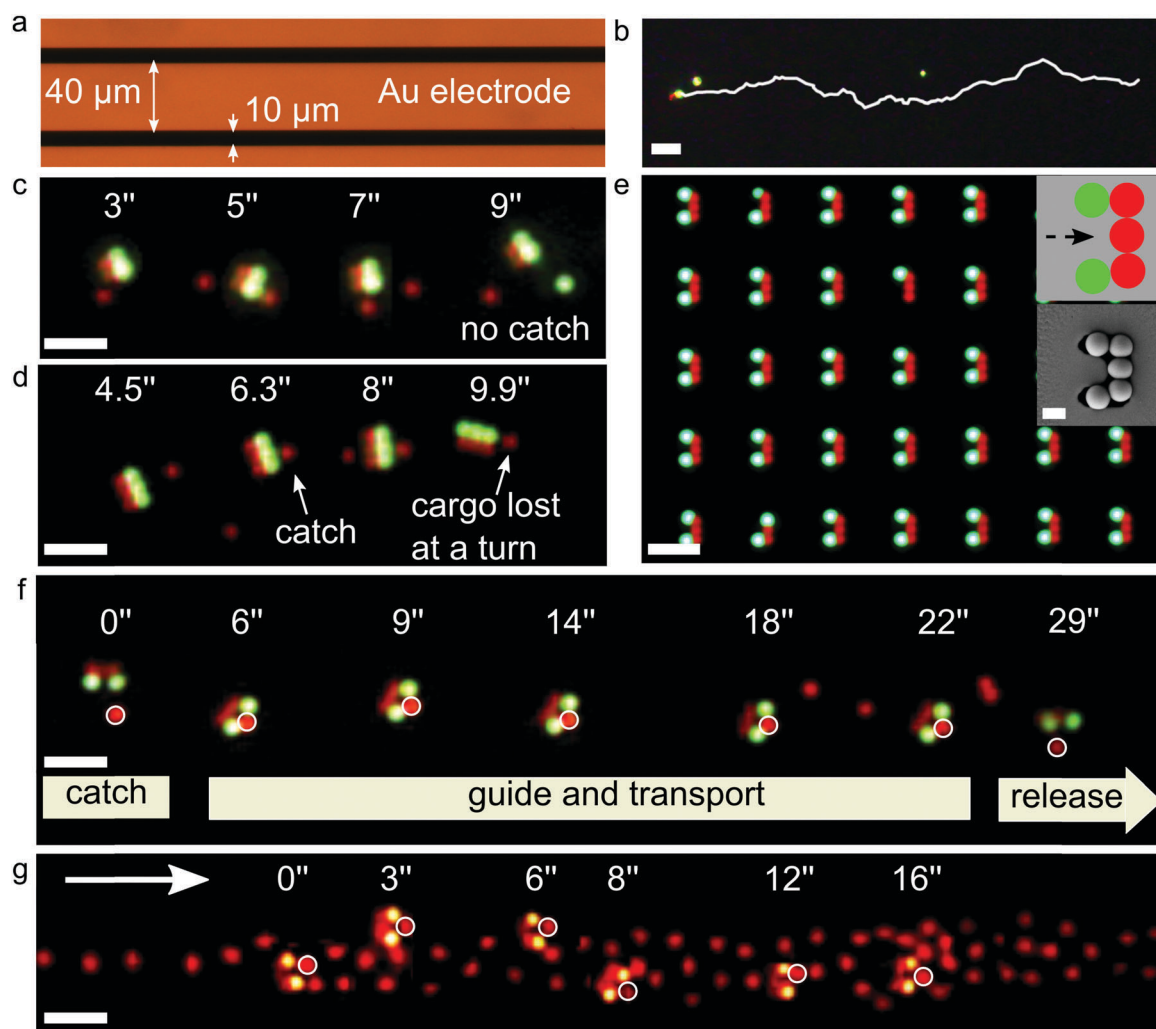 a
40 µm
10 µm
Au electrode
b
c
3"
5"
7"
9"
no catch
d
4.5"
6.3"
8"
9.9"
catch
cargo lost
at a turn
e
f
0"
6"
9"
14"
18"
22"
29"
catch
guide and transport
release
g
0"
3"
6"
8"
12"
16"